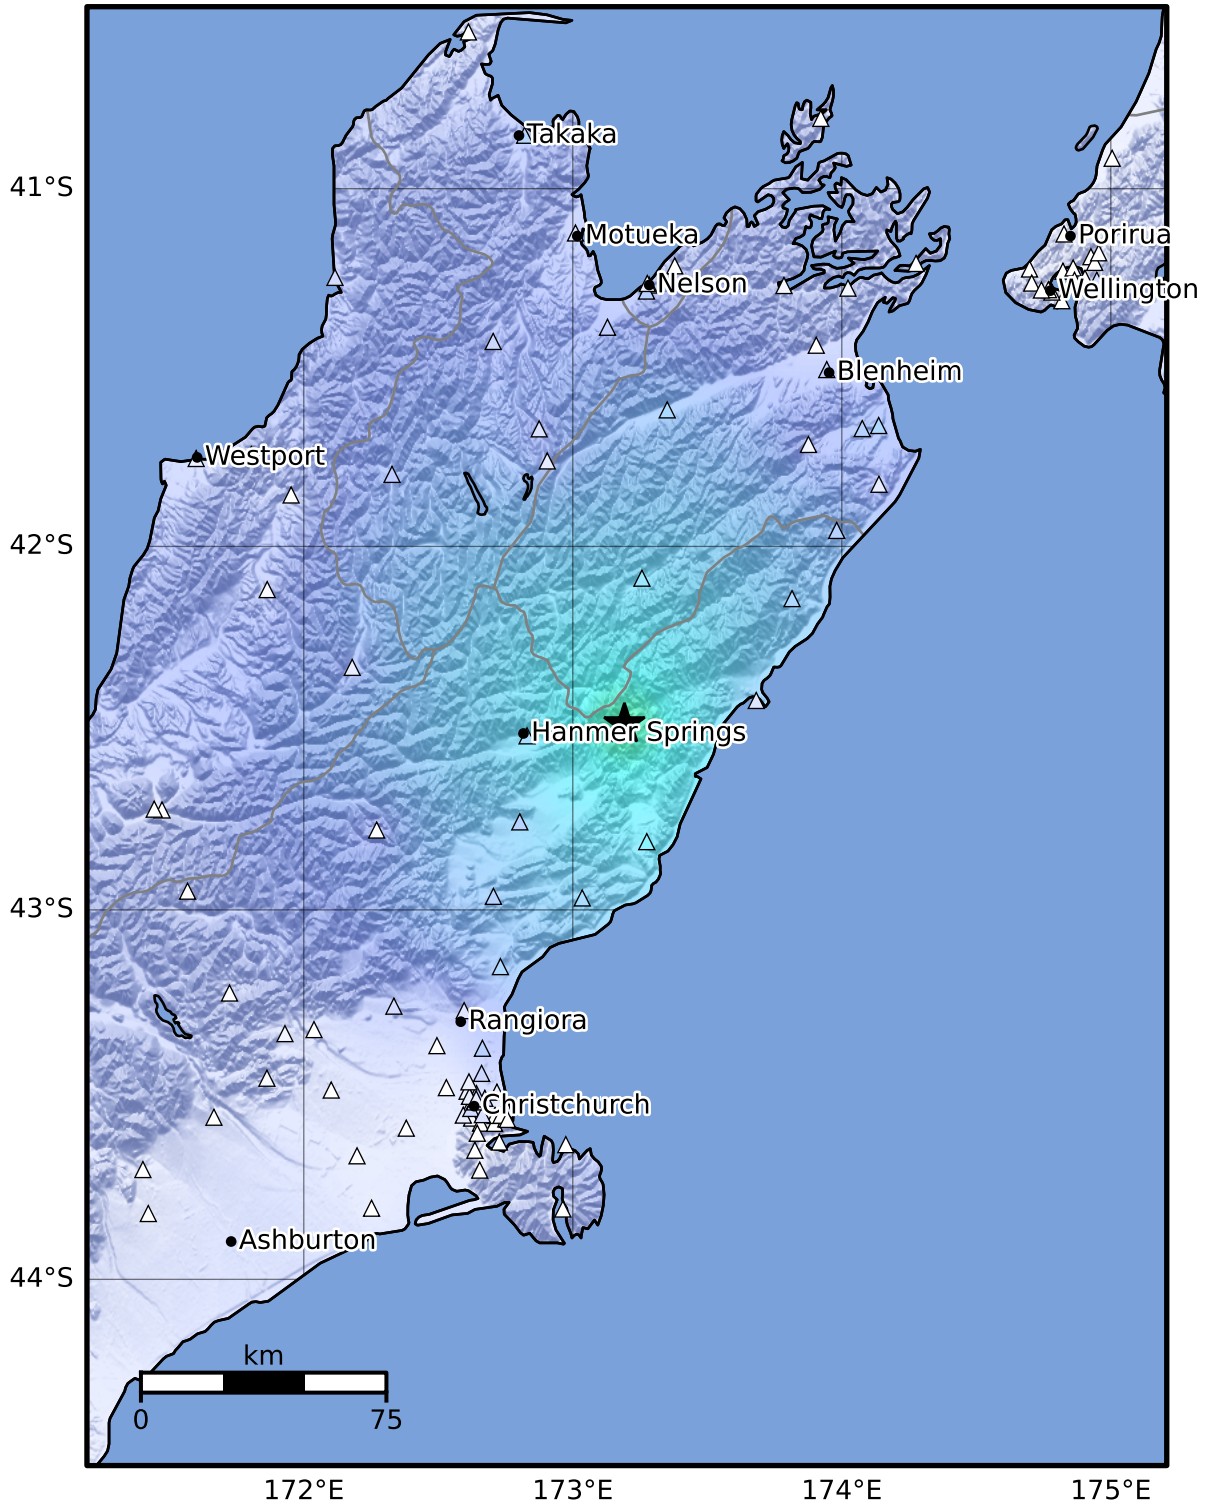 Takaka
41°S
Motueka
Porirua
Nelson
Wellington
Blenheim
Westport
42°S
Hanmer Springs
43°S
Rangiora
Christchurch
Ashburton
44°S
km
0 75
172°E 173°E 174°E 175°E